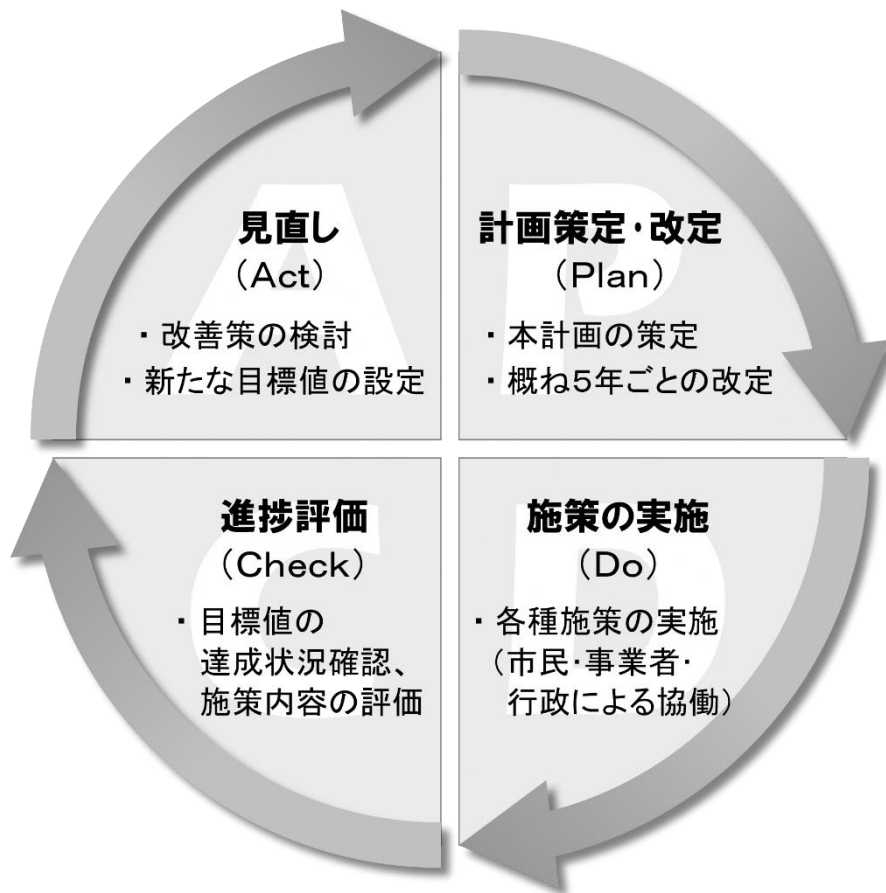 見直し
(Act)
・改善策の検討
・新たな目標値の設定
計画策定・改定
(Plan)
・本計画の策定
・概ね5年ごとの改定
進捗評価
(Check)
・目標値の
達成状況確認、
施策内容の評価
施策の実施
(Do)
・各種施策の実施
(市民・事業者・
行政による協働)
A
P
C
D